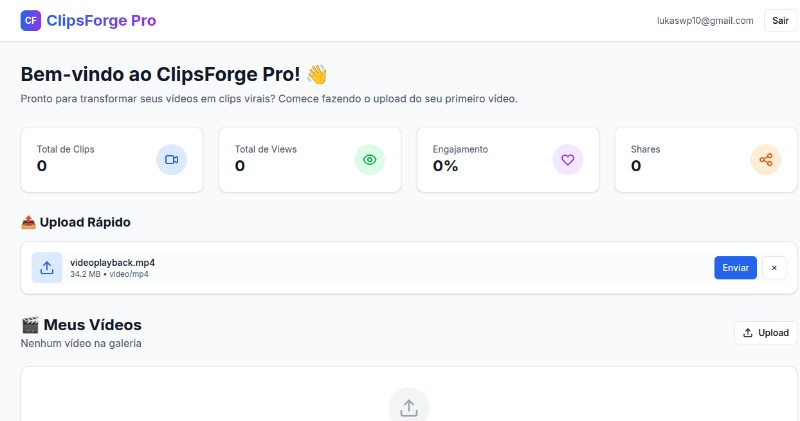 CF ClipsForge Pro
lukaswp10@gmail.com Sair
Bem-vindo ao ClipsForge Pro! 👋
Pronto para transformar seus vídeos em clips virais? Comece fazendo o upload do seu primeiro vídeo.
Total de Clips
0
Total de Views
0
Engajamento
0%
Shares
0
📤 Upload Rápido
videoplayback.mp4
34.2 MB • video/mp4
Enviar ×
🎬 Meus Vídeos
Nenhum vídeo na galeria
Upload